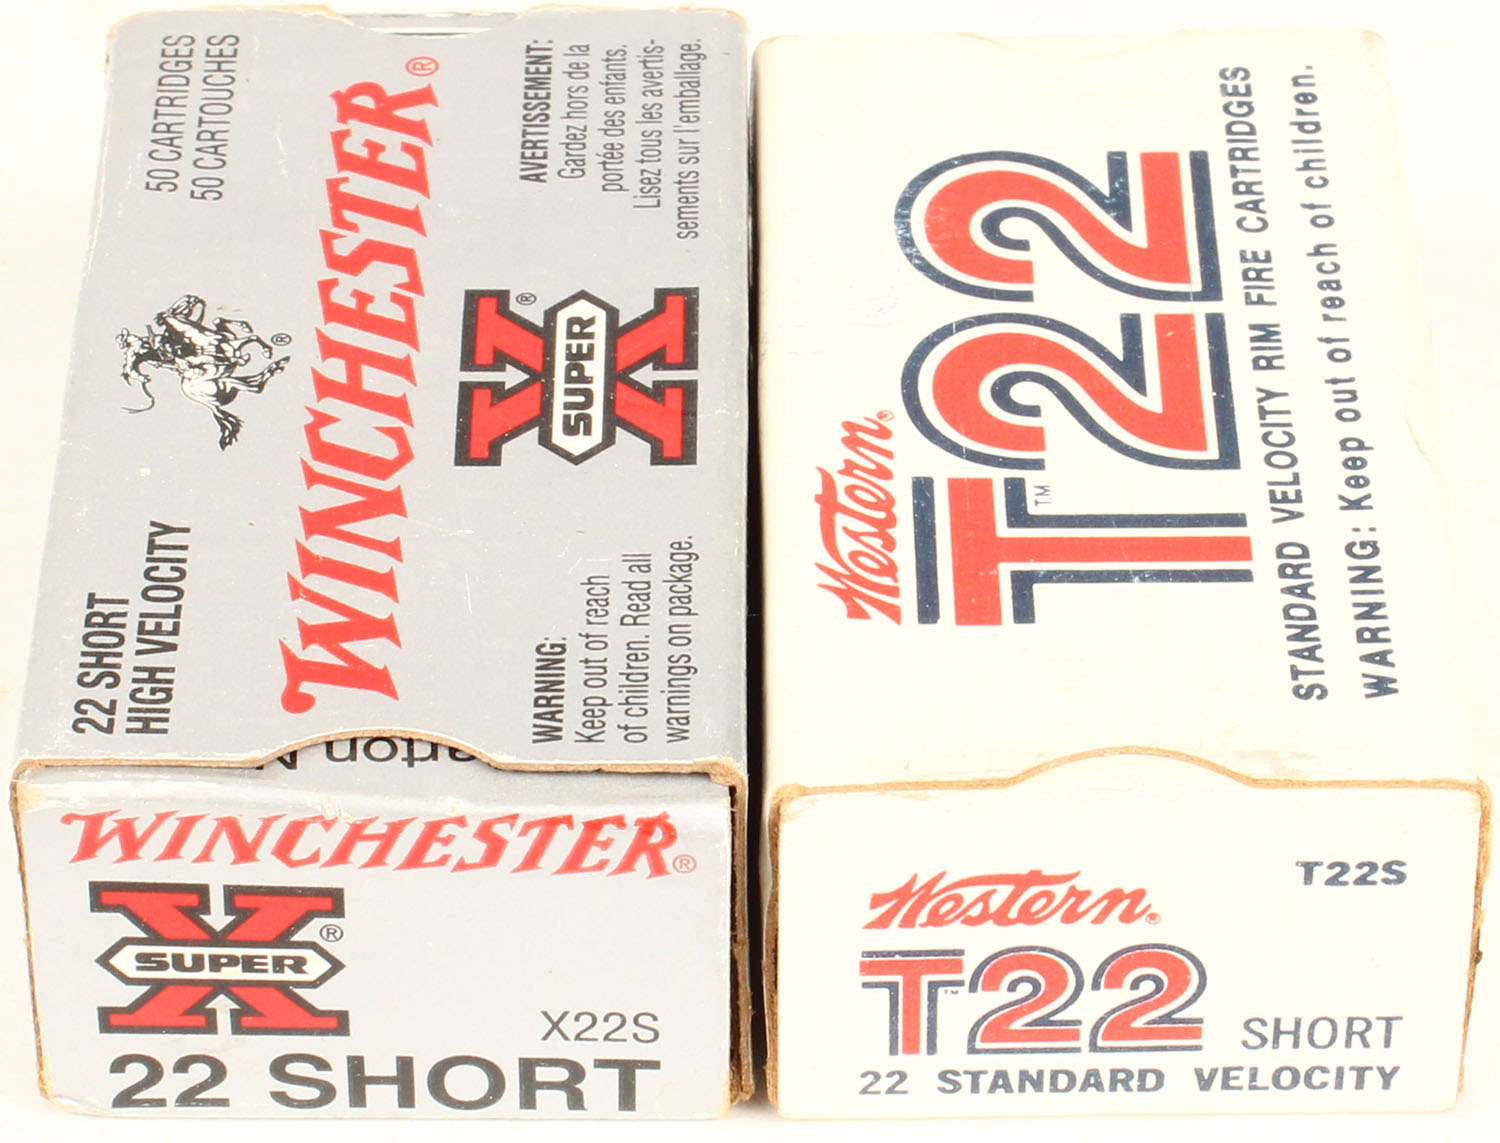 22 SHORT
HIGH VELOCITY
50 CARTRIDGES
50 CARTOUCHES
®
WINCHESTER®
WARNING:
Keep out of reach
of children. Read all
warnings on package.
X
SUPER
®
AVERTISSEMENT:
Gardez hors de la
portée des enfants.
Lisez tous les avertis-
sements sur l'emballage.
WINCHESTER®
X
SUPER
®
X22S
22 SHORT
Western®
T22
TM
STANDARD VELOCITY RIM FIRE CARTRIDGES
WARNING: Keep out of reach of children.
T22S
Western®
T22 SHORT
TM
22 STANDARD VELOCITY